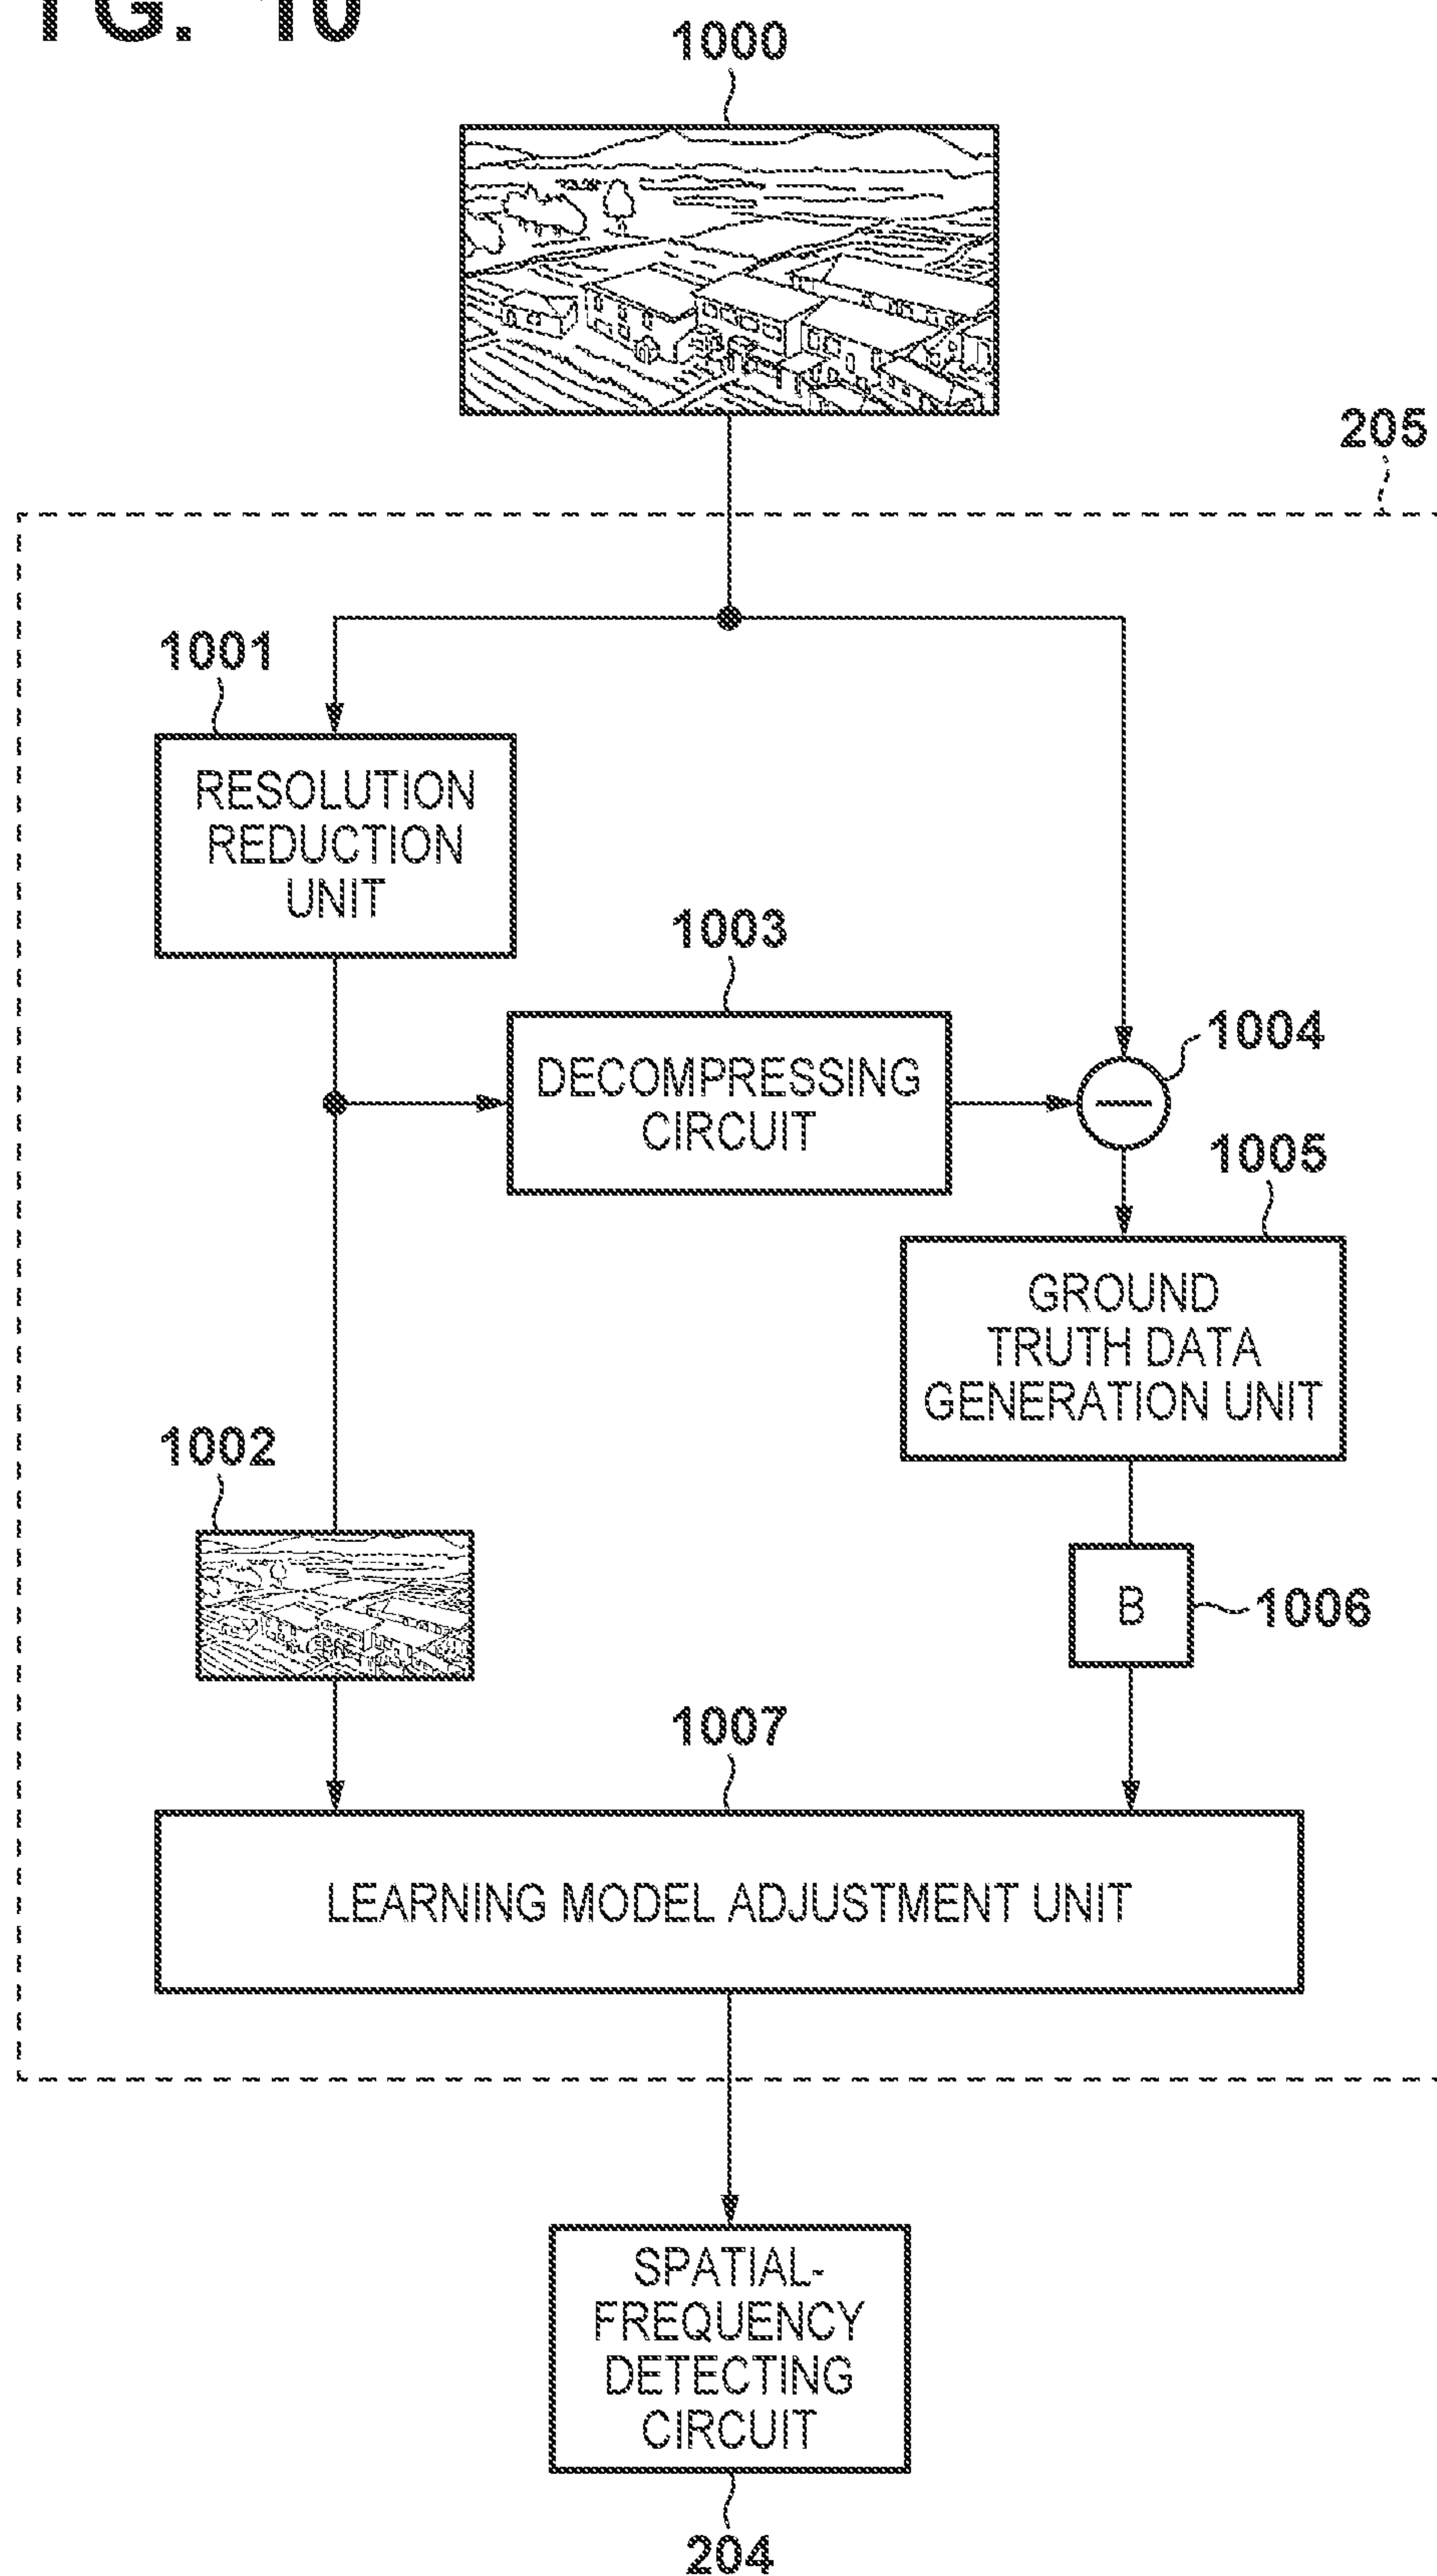 FG. 10
1000
205
1001
RESOLUTION
REDUCTION
UNIT
1003
DECOMPRESSING
CIRCUIT
1004
1005
GROUND
TRUTH DATA
GENERATION UNIT
1002
B
1006
1007
LEARNING MODEL ADJUSTMENT UNIT
SPATIAL-
FREQUENCY
DETECTING
CIRCUIT
204